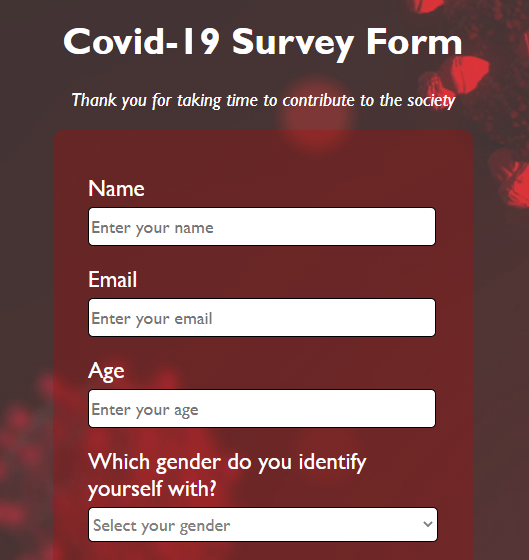 Covid-19 Survey Form
Thank you for taking time to contribute to the society
Name
Enter your name
Email
Enter your email
Age
Enter your age
Which gender do you identify
yourself with?
Select your gender